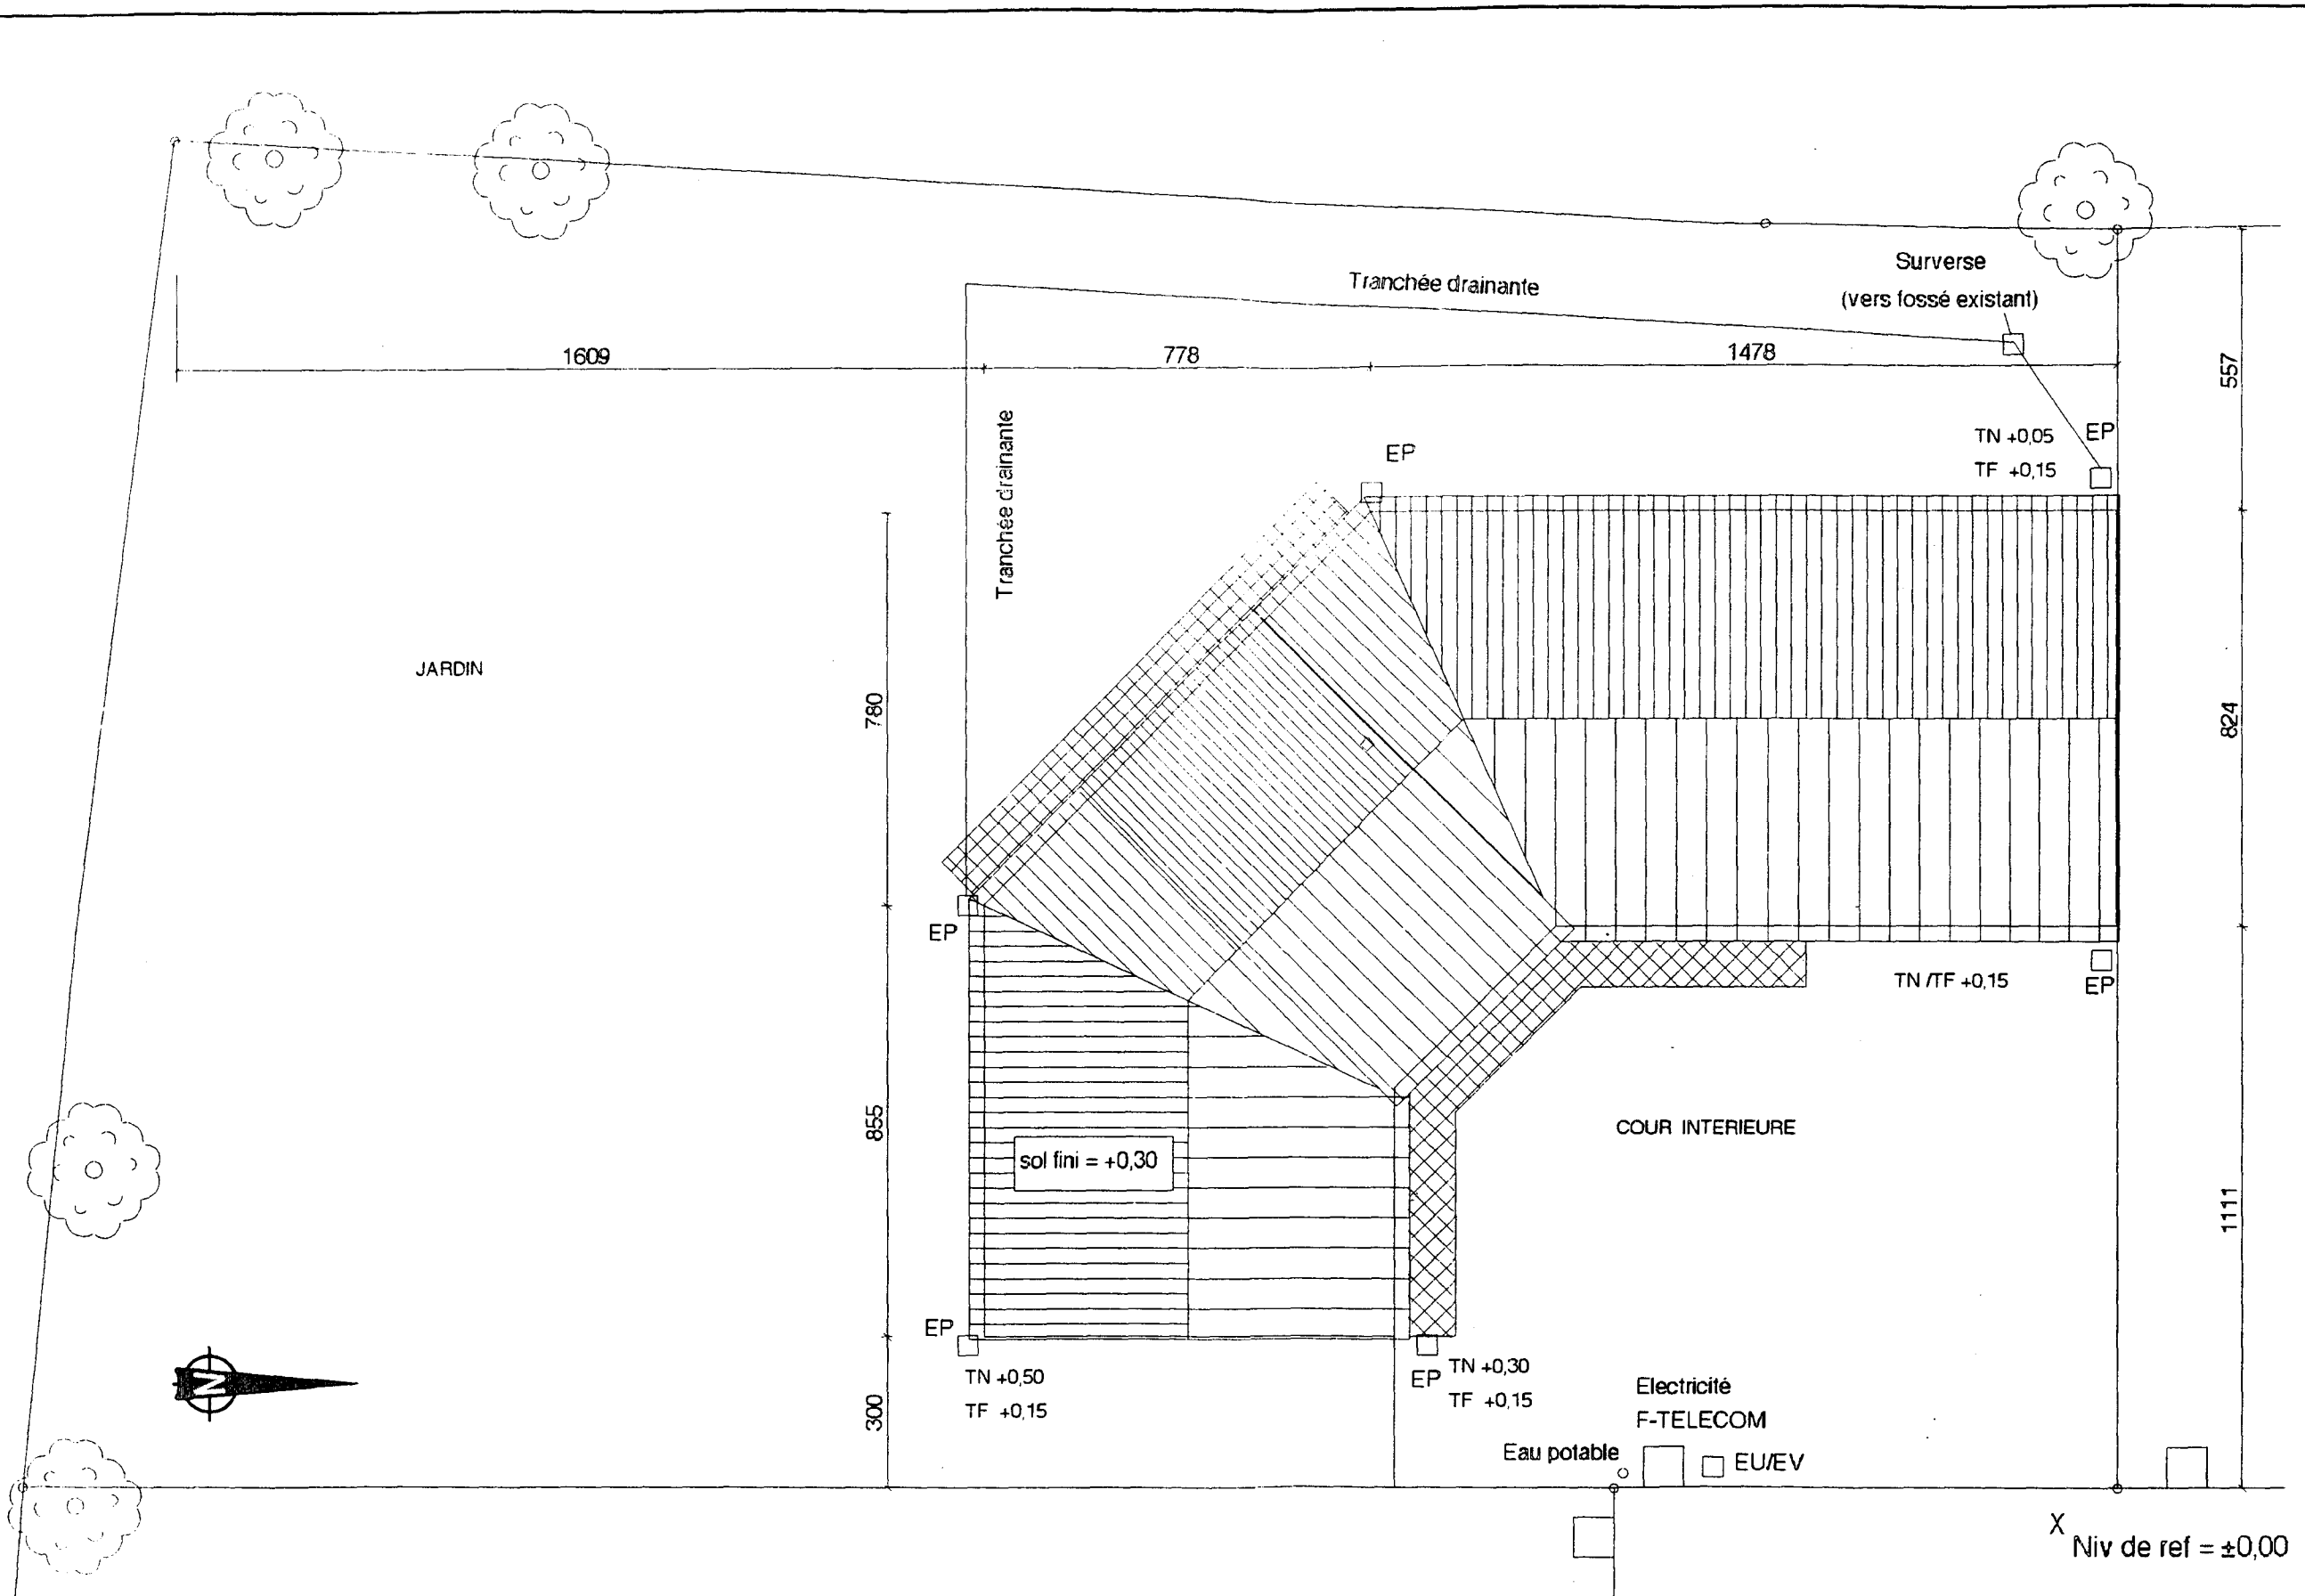 Surverse
(vers fossé existant)
Tranchée drainante
1609
778
1478
557
TN +0,05
TF +0,15
EP
EP
Tranchée drainante
JARDIN
780
824
EP
TN /TF +0,15
EP
855
sol fini = +0,30
COUR INTERIEURE
1111
EP
TN +0,50
TF +0,15
EP
TN +0,30
TF +0,15
300
N
Electricité
F-TELECOM
Eau potable
EU/EV
X
Niv de ref = ±0,00